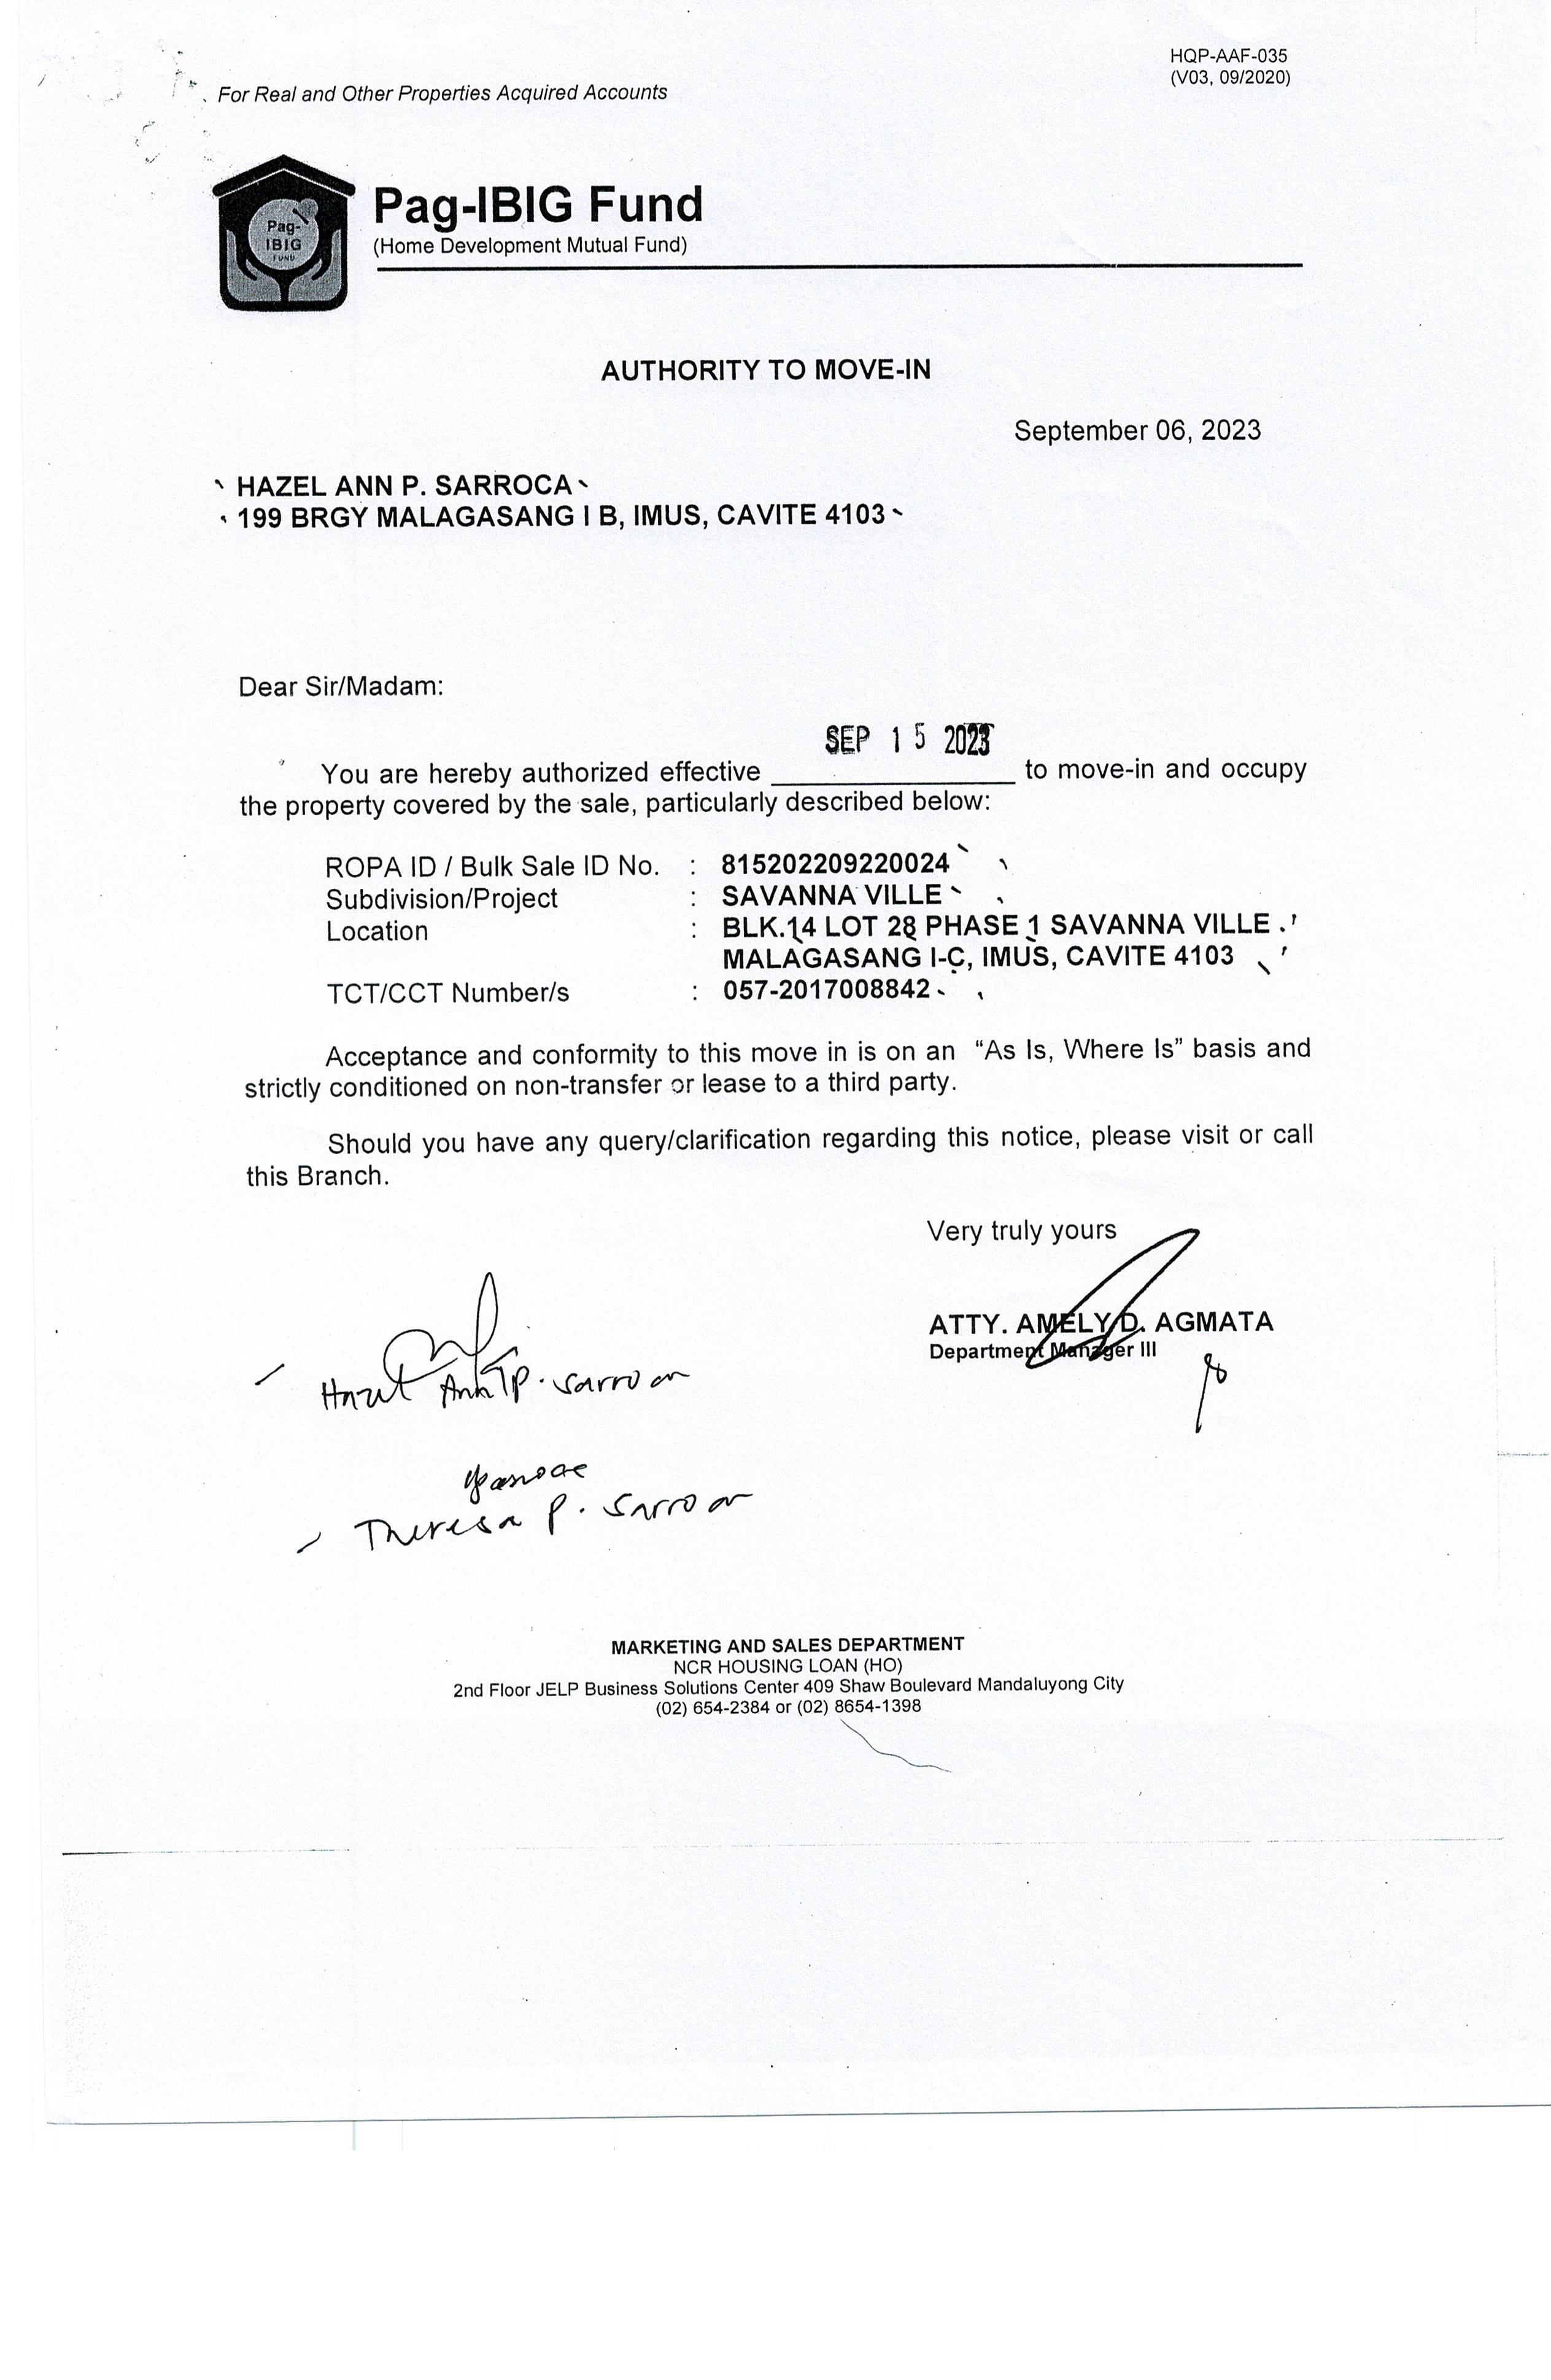 HQP-AAF-035
(V03, 09/2020)
For Real and Other Properties Acquired Accounts
Pag-
IBIG
FUND
Pag-IBIG Fund
(Home Development Mutual Fund)
AUTHORITY TO MOVE-IN
September 06, 2023
HAZEL ANN P. SARROCA
199 BRGY MALAGASANG I B, IMUS, CAVITE 4103
Dear Sir/Madam:
SEP 15 2023
You are hereby authorized effective ________________ to move-in and occupy
the property covered by the sale, particularly described below:
ROPA ID / Bulk Sale ID No. : 815202209220024
Subdivision/Project : SAVANNA VILLE
Location : BLK.14 LOT 28 PHASE 1 SAVANNA VILLE
MALAGASANG I-C, IMUS, CAVITE 4103
TCT/CCT Number/s : 057-2017008842
Acceptance and conformity to this move in is on an “As Is, Where Is” basis and
strictly conditioned on non-transfer or lease to a third party.
Should you have any query/clarification regarding this notice, please visit or call
this Branch.
Very truly yours
ATTY. AMELY D. AGMATA
Department Manager III
Hazel Ann P. Sarroca
Theresa P. Sarroca
MARKETING AND SALES DEPARTMENT
NCR HOUSING LOAN (HO)
2nd Floor JELP Business Solutions Center 409 Shaw Boulevard Mandaluyong City
(02) 654-2384 or (02) 8654-1398